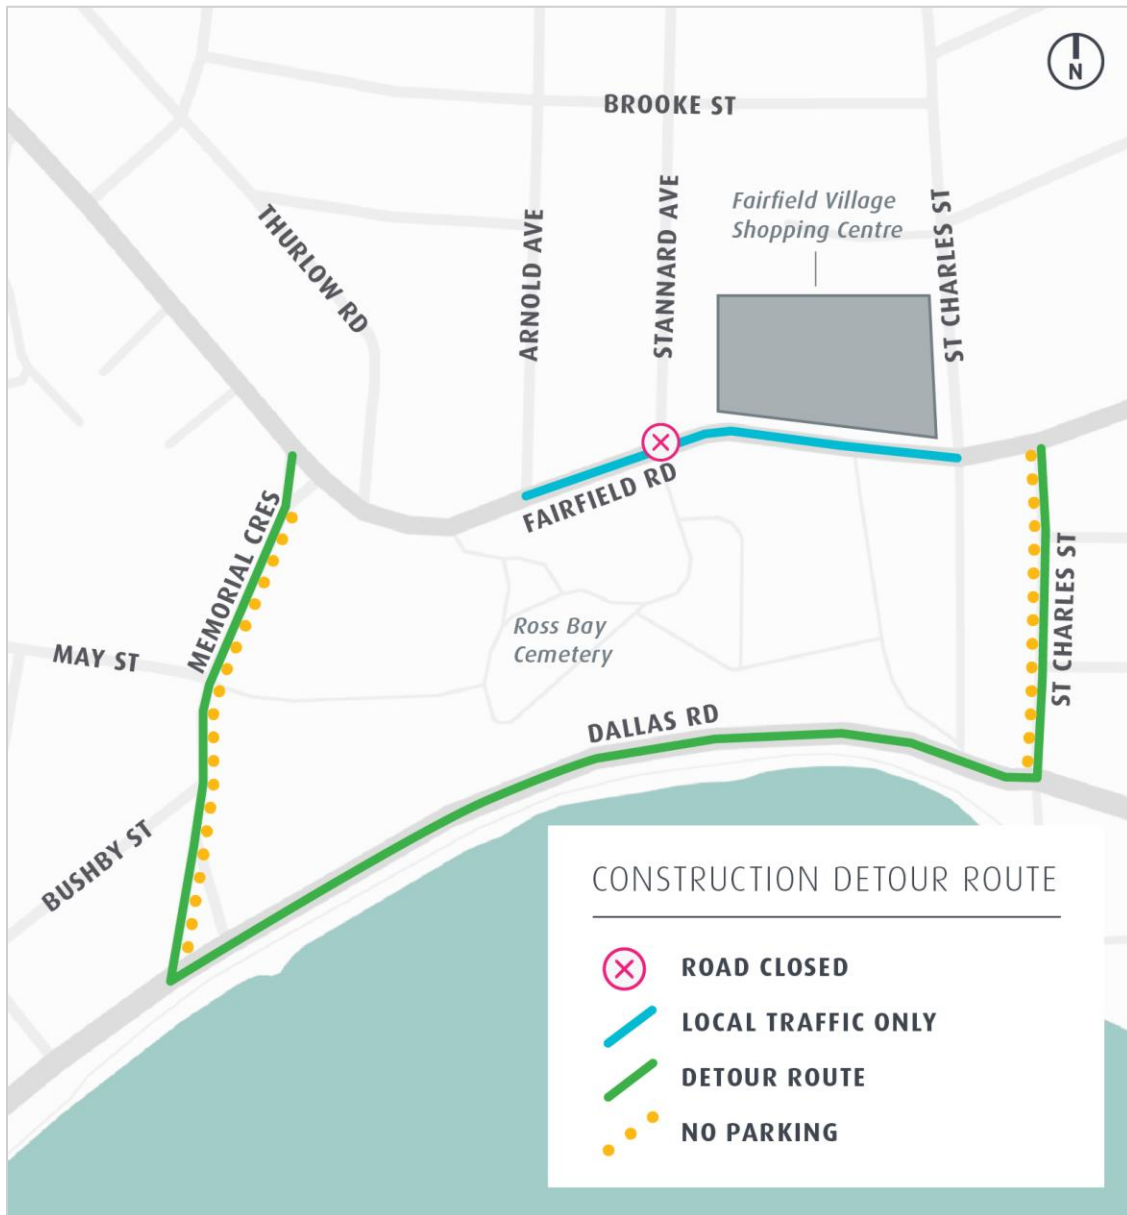 N
BROOKE ST
Fairfield Village
Shopping Centre
THURLOW RD
ARNOLD AVE
STANNARD AVE
ST CHARLES ST
FAIRFIELD RD
MEMORIAL CRES
Ross Bay
Cemetery
MAY ST
ST CHARLES ST
DALLAS RD
BUSHBY ST
CONSTRUCTION DETOUR ROUTE
ROAD CLOSED
LOCAL TRAFFIC ONLY
DETOUR ROUTE
NO PARKING